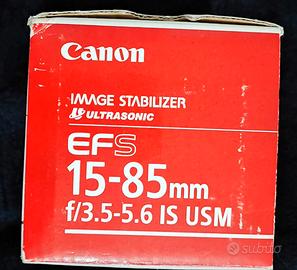 Canon
IMAGE STABILIZER
ULTRASONIC
EFS
15-85mm
f/3.5-5.6 IS USM
subito